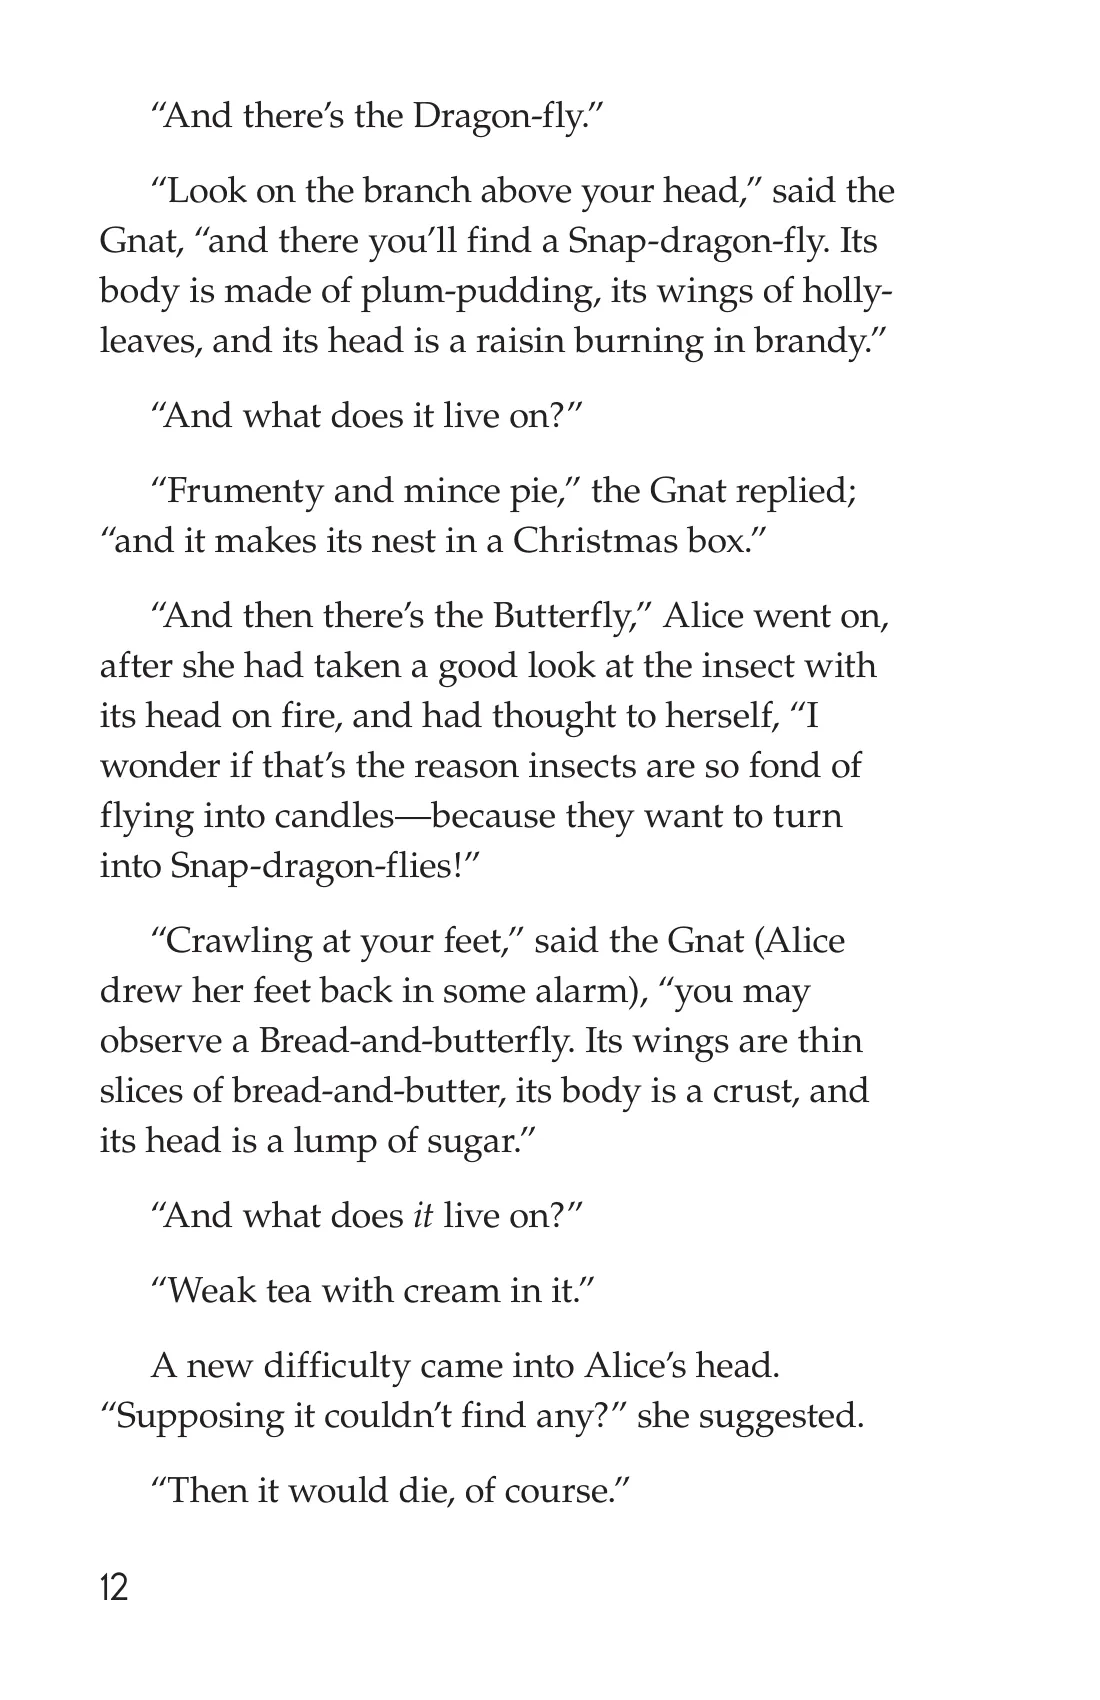 “And there’s the Dragon-fly.”
“Look on the branch above your head,” said the
Gnat, “and there you’ll find a Snap-dragon-fly. Its
body is made of plum-pudding, its wings of holly-
leaves, and its head is a raisin burning in brandy.”
“And what does it live on?”
“Frumenty and mince pie,” the Gnat replied;
“and it makes its nest in a Christmas box.”
“And then there’s the Butterfly,” Alice went on,
after she had taken a good look at the insect with
its head on fire, and had thought to herself, “I
wonder if that’s the reason insects are so fond of
flying into candles—because they want to turn
into Snap-dragon-flies!”
“Crawling at your feet,” said the Gnat (Alice
drew her feet back in some alarm), “you may
observe a Bread-and-butterfly. Its wings are thin
slices of bread-and-butter, its body is a crust, and
its head is a lump of sugar.”
“And what does it live on?”
“Weak tea with cream in it.”
A new difficulty came into Alice’s head.
“Supposing it couldn’t find any?” she suggested.
“Then it would die, of course.”
12